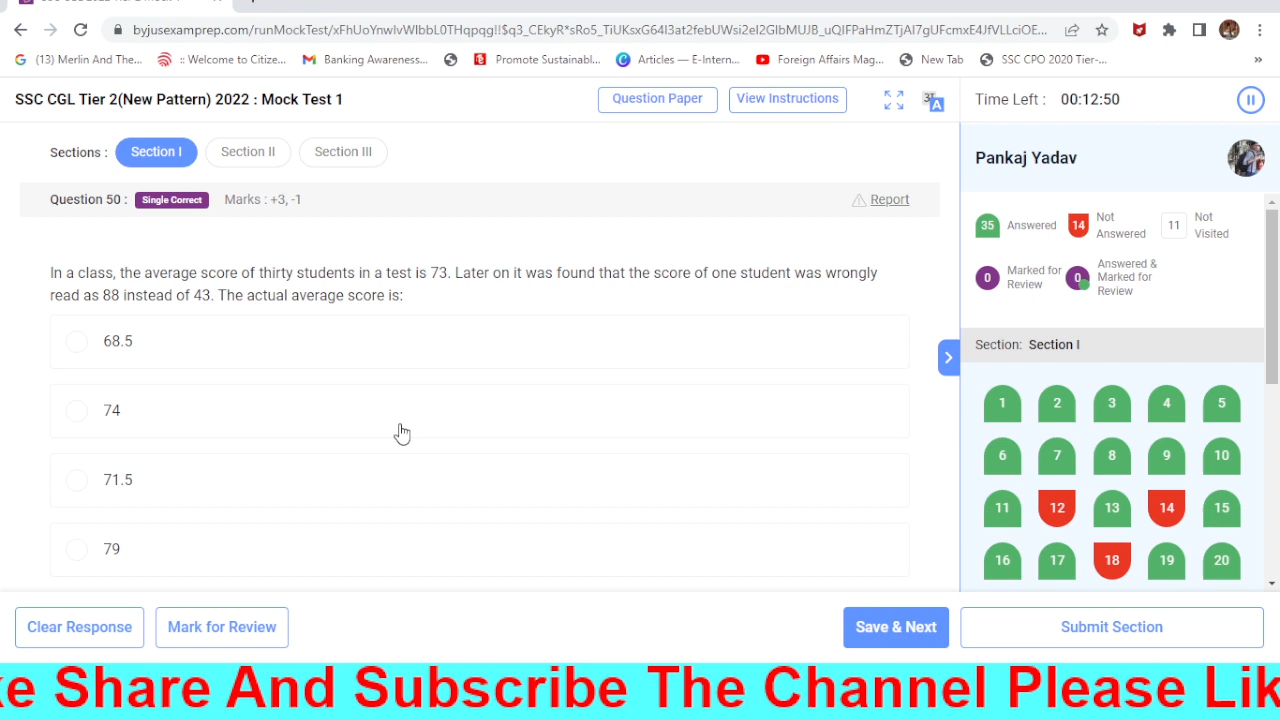 byjusexamprep.com/runMockTest/xFhUoYnwIvWIbbL0THqpqg!!$q3_CEkyR*sRo5_TiUKsxG64l3at2febUWsi2eI2GlbMUJB_uQIFPaHmZTjAl7gUFcmxE4JfVLLciOE...
(13) Merlin And The...
:: Welcome to Citize...
Banking Awareness...
Promote Sustainabl...
Articles — E-Intern...
Foreign Affairs Mag...
New Tab
SSC CPO 2020 Tier-...
»
SSC CGL Tier 2(New Pattern) 2022 : Mock Test 1
Question Paper
View Instructions
Time Left : 00:12:50
Sections : Section I Section II Section III
Pankaj Yadav
Question 50 : Single Correct Marks : +3, -1
Report
35 Answered
14 Not Answered
11 Not Visited
0 Marked for Review
0 Answered & Marked for Review
In a class, the average score of thirty students in a test is 73. Later on it was found that the score of one student was wrongly
read as 88 instead of 43. The actual average score is:
68.5
74
71.5
79
Section: Section I
1 2 3 4 5
6 7 8 9 10
11 12 13 14 15
16 17 18 19 20
Clear Response
Mark for Review
Save & Next
Submit Section
ke Share And Subscribe The Channel Please Lik